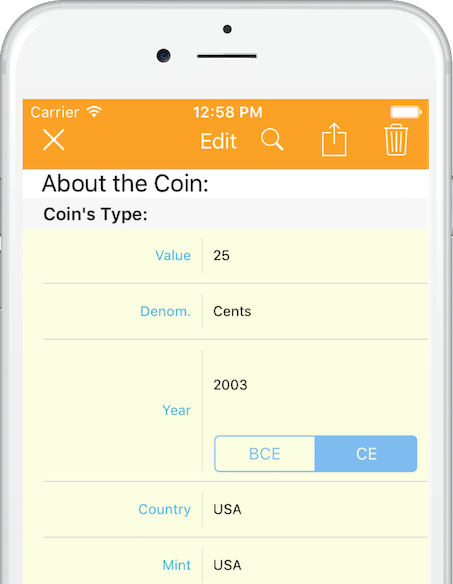 Carrier 12:58 PM
Edit
About the Coin:
Coin's Type:
Value 25
Denom. Cents
2003
Year
BCE CE
Country USA
Mint USA